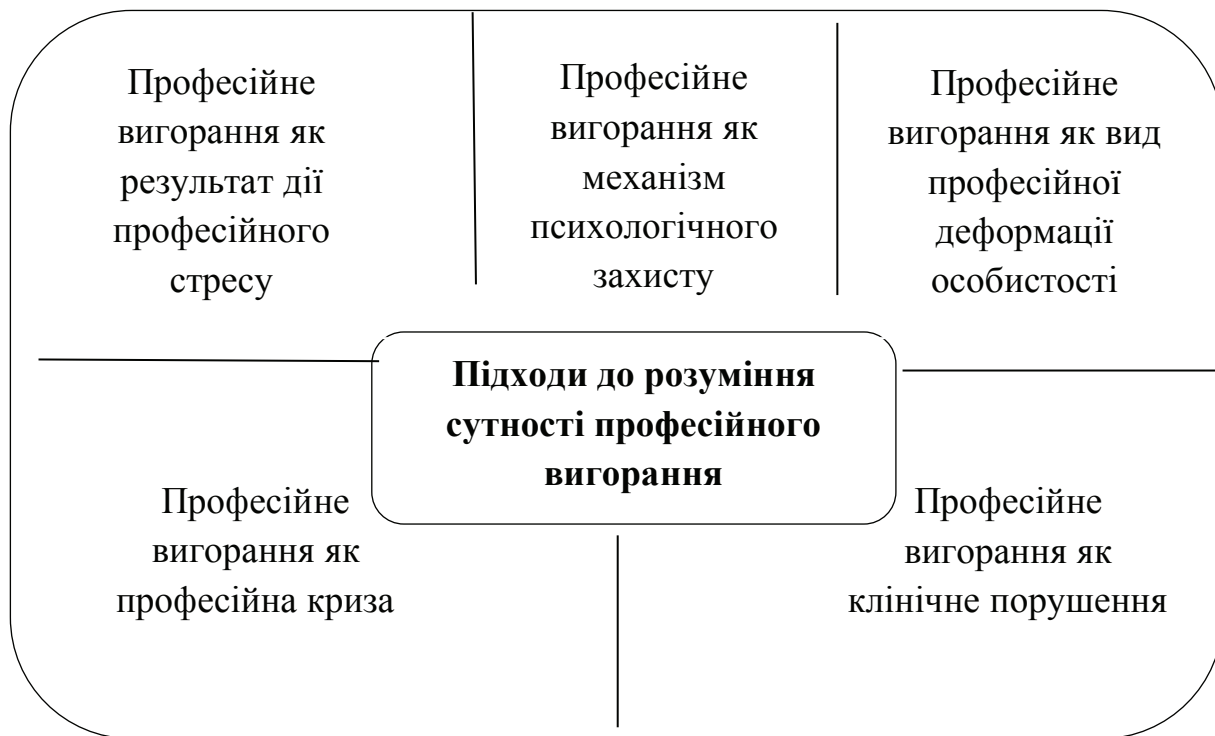 Професійне
вигорання як
результат дії
професійного
стресу
Професійне
вигорання як
механізм
психологічного
захисту
Професійне
вигорання як вид
професійної
деформації
особистості
Підходи до розуміння
сутності професійного
вигорання
Професійне
вигорання як
професійна криза
Професійне
вигорання як
клінічне порушення